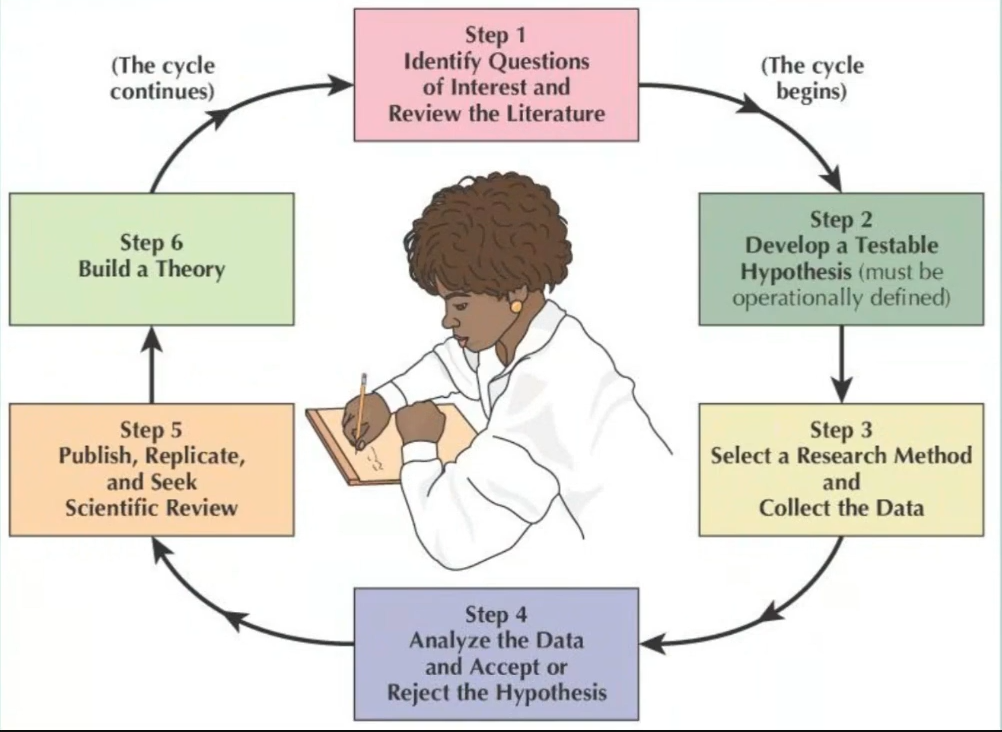 Step 1
Identify Questions
of Interest and
Review the Literature
(The cycle
begins)
Step 2
Develop a Testable
Hypothesis (must be
operationally defined)
Step 3
Select a Research Method
and
Collect the Data
Step 4
Analyze the Data
and Accept or
Reject the Hypothesis
Step 5
Publish, Replicate,
and Seek
Scientific Review
Step 6
Build a Theory
(The cycle
continues)